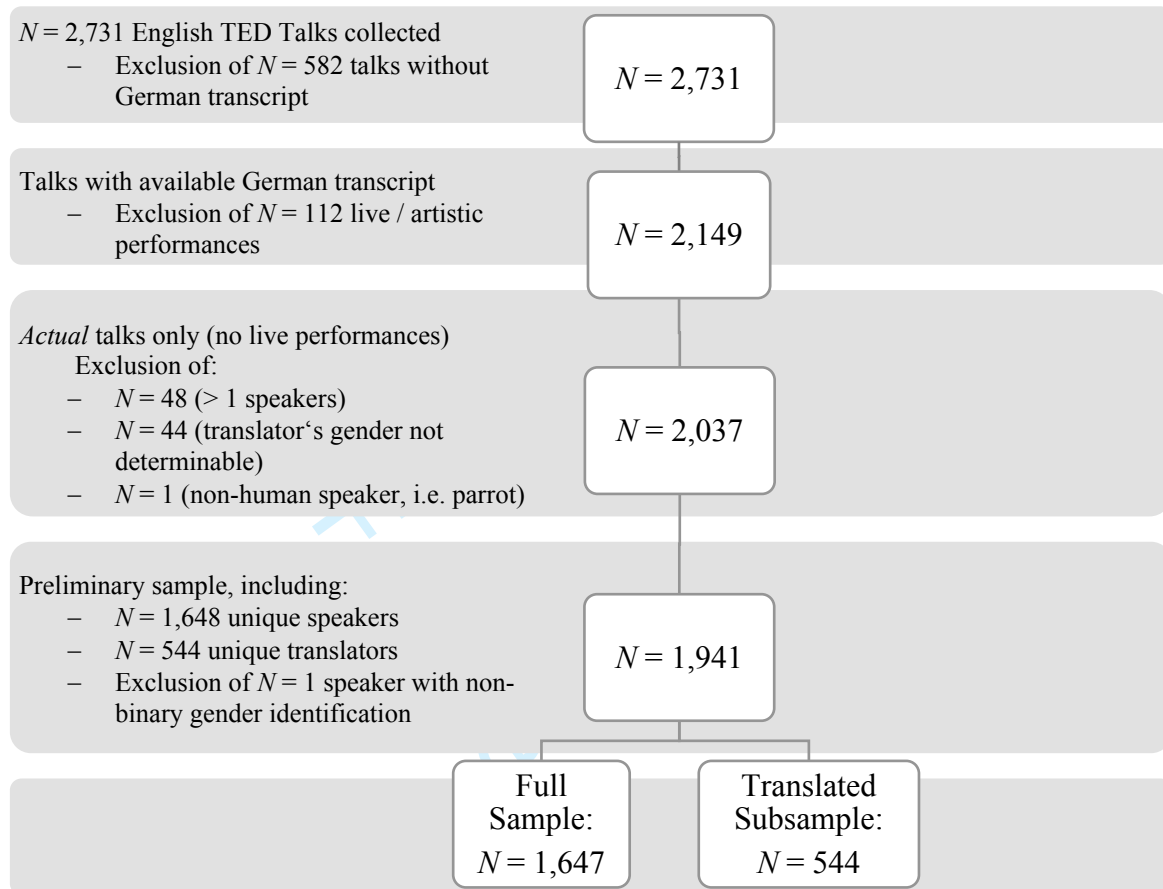 N = 2,731 English TED Talks collected
– Exclusion of N = 582 talks without
German transcript
N = 2,731
Talks with available German transcript
– Exclusion of N = 112 live / artistic
performances
N = 2,149
Actual talks only (no live performances)
Exclusion of:
– N = 48 (> 1 speakers)
– N = 44 (translator‘s gender not
determinable)
– N = 1 (non-human speaker, i.e. parrot)
N = 2,037
Preliminary sample, including:
– N = 1,648 unique speakers
– N = 544 unique translators
– Exclusion of N = 1 speaker with non-
binary gender identification
N = 1,941
Full
Sample:
N = 1,647
Translated
Subsample:
N = 544